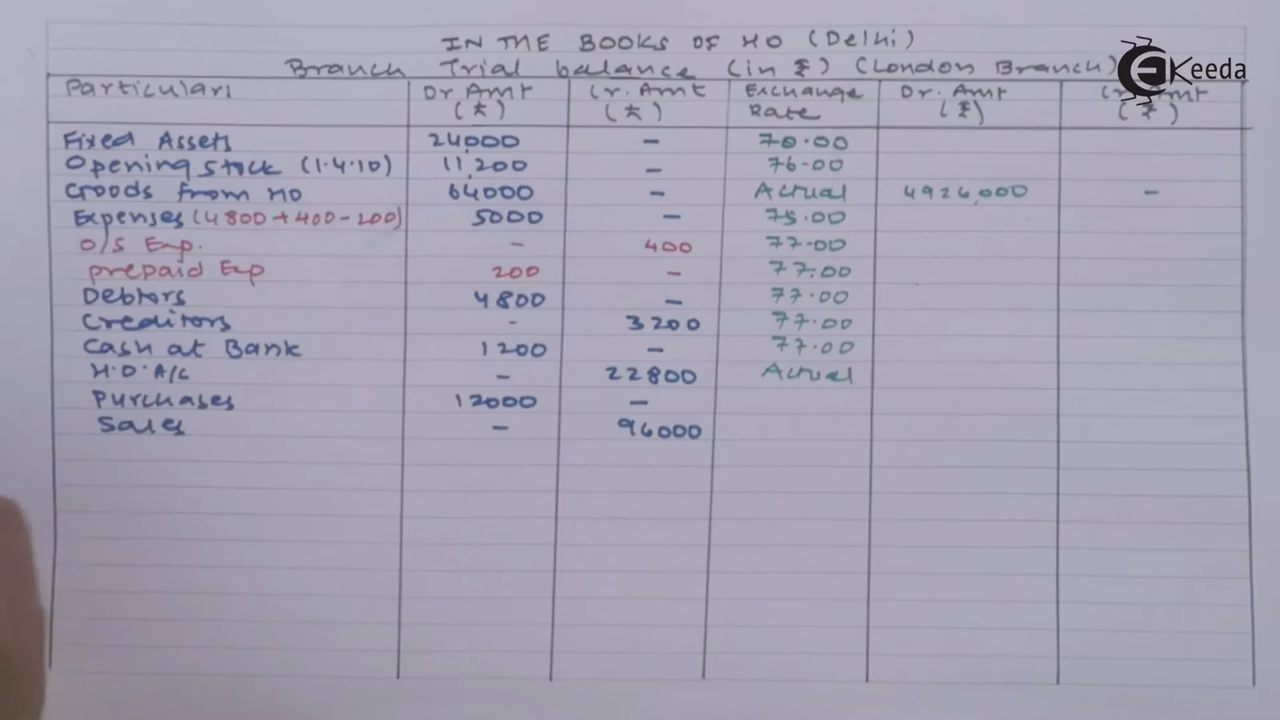 IN THE BOOKS OF HO (Delhi)
Branch Trial balance (in ₹) (London Branch)
EKeeda
Particulars Dr Amt (£) Cr. Amt (£) Exchange Rate Dr. Amt (₹) Cr Amt (₹)
Fixed Assets 24000 – 70.00
Opening Stock (1.4.10) 11,200 – 76.00
Goods from HO 64000 – Actual 4926,000 –
Expenses (4800+400-200) 5000 – 75.00
O/S Exp. – 400 77.00
prepaid Exp 200 – 77.00
Debtors 4800 – 77.00
Creditors - 3200 77.00
Cash at Bank 1200 – 77.00
H.O. A/C – 22800 Actual
Purchases 12000 –
Sales – 96000